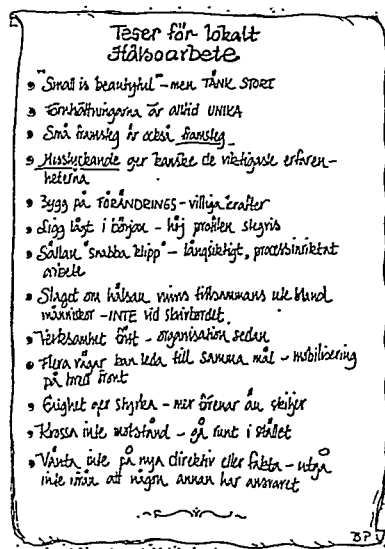 Teser för lokalt
Hälsoarbete
"Small is beautyful" - men TÄNK STORT
Förhållningarna är alltid UNIKA
Små framsteg är också framsteg
Misslyckande ger kanske de viktigaste erfaren-
heterna
Bygg på FÖRÄNDRINGS-villiga krafter
Ligg lågt i början - höj profilen stegvis
Sällan "snabba klipp" - långsiktigt, processinriktat
arbete
Slaget om hälsan vinns tillsammans ute bland
människor - INTE vid skrivbordet
Verksamhet först - organisation sedan
Flera vägar kan leda till samma mål - mobilisering
på bred front
Enighet ger styrka - mer förenar än skiljer
Krossa inte motstånd - gå runt i stället
Vänta inte på nya direktiv eller fakta - utgå
inte ifrån att någon annan har ansvaret
BP